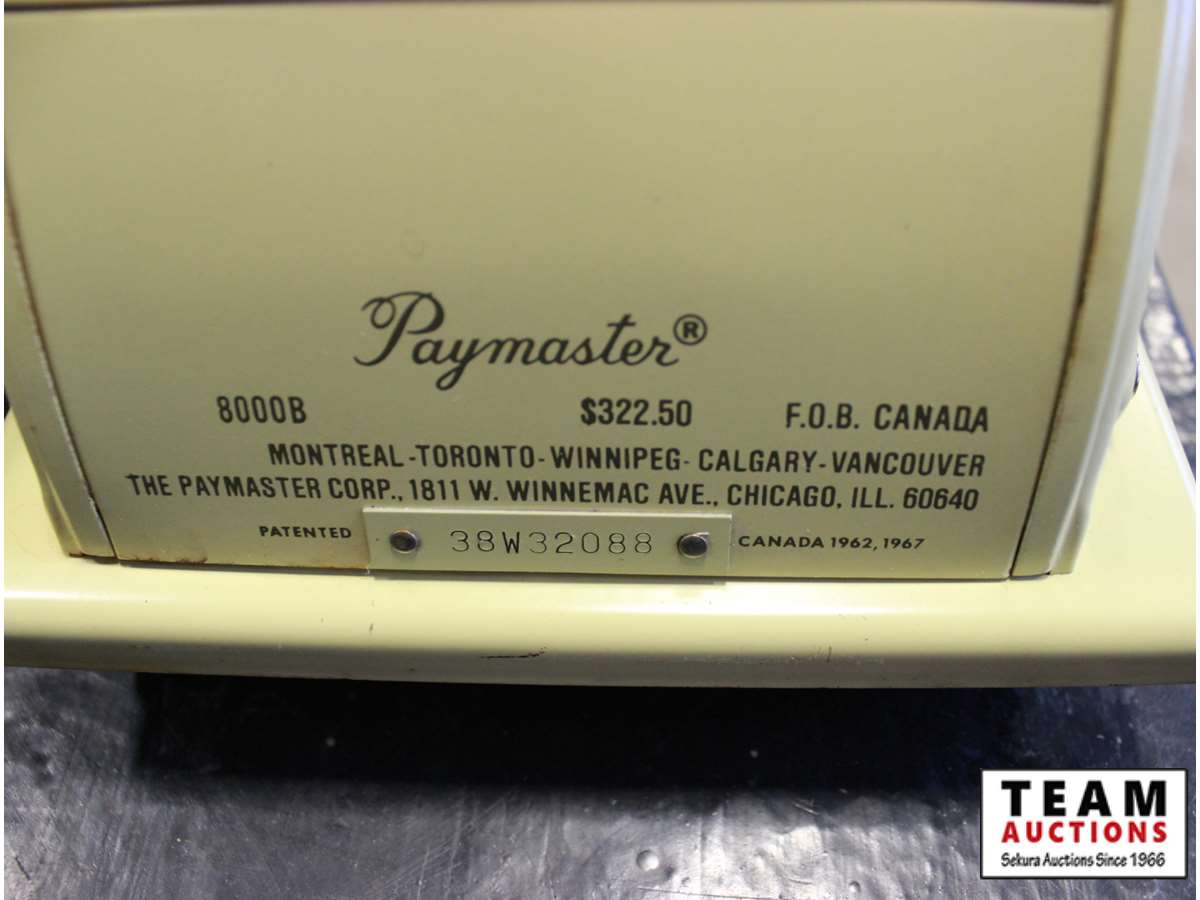 Paymaster®
8000B $322.50 F.O.B. CANADA
MONTREAL-TORONTO-WINNIPEG-CALGARY-VANCOUVER
THE PAYMASTER CORP., 1811 W. WINNEMAC AVE., CHICAGO, ILL. 60640
PATENTED 38W32088 CANADA 1962, 1967
TEAM
AUCTIONS
Sekura Auctions Since 1966